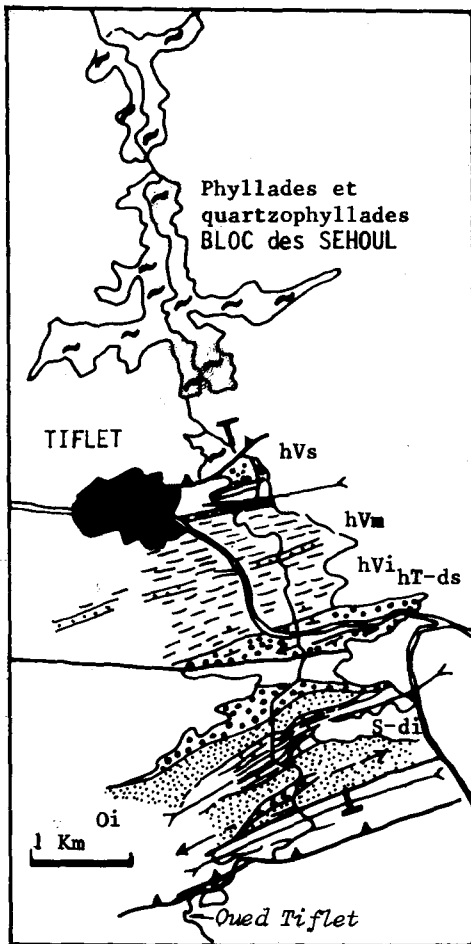 Phyllades et
quartzophyllades
BLOC des SEHOUL
TIFLET
hVs
hVm
hVi
hT-ds
S-di
Oi
1 Km
Oued Tiflet